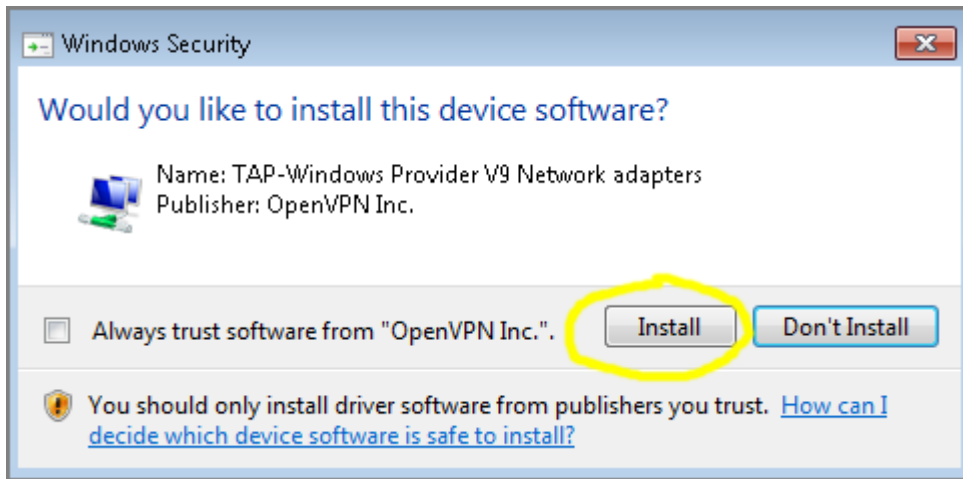 Windows Security
Would you like to install this device software?
Name: TAP-Windows Provider V9 Network adapters
Publisher: OpenVPN Inc.
Always trust software from "OpenVPN Inc.".
Install
Don't Install
You should only install driver software from publishers you trust. How can I
decide which device software is safe to install?